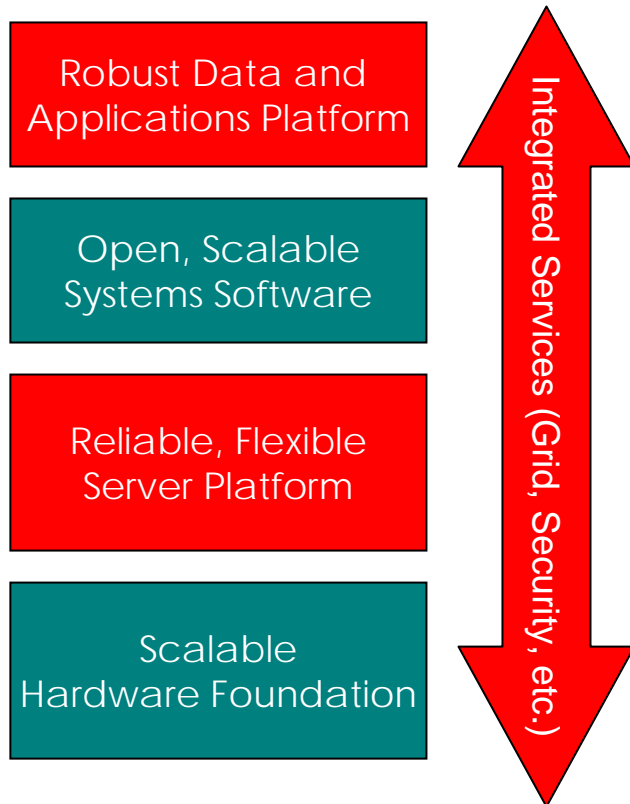 Robust Data and
Applications Platform
Open, Scalable
Systems Software
Reliable, Flexible
Server Platform
Scalable
Hardware Foundation
Integrated Services (Grid, Security, etc.)